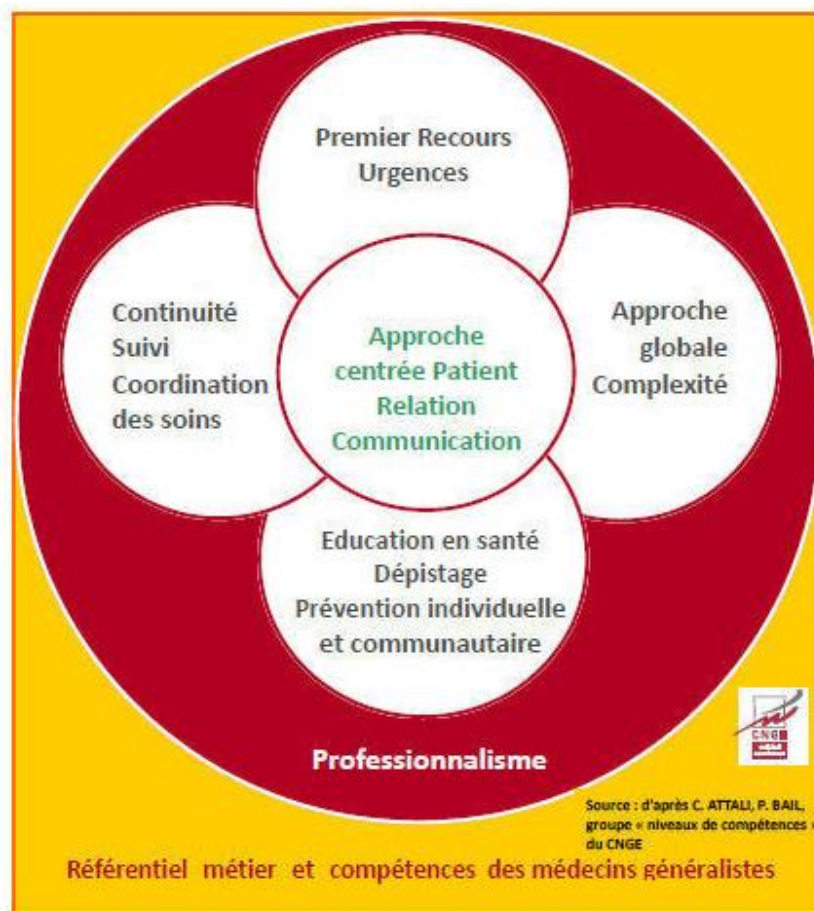 Premier Recours
Urgences
Continuité
Suivi
Coordination
des soins
Approche
centrée Patient
Relation
Communication
Approche
globale
Complexité
Education en santé
Dépistage
Prévention individuelle
et communautaire
Professionnalisme
CNGE
Source : d'après C. ATTALI, P. BAIL,
groupe « niveaux de compétences »
du CNGE
Référentiel métier et compétences des médecins généralistes